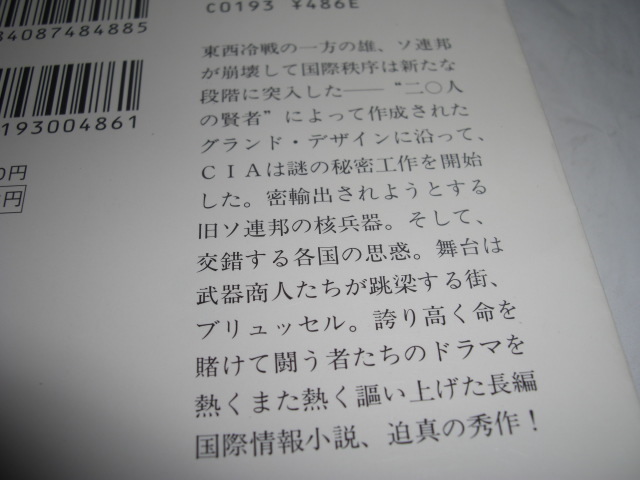 C0193 ¥486E
4087484885
193004861
0円
円
東西冷戦の一方の雄、ソ連邦
が崩壊して国際秩序は新たな
段階に突入した——“二〇人
の賢者”によって作成された
グランド・デザインに沿って、
CIAは謎の秘密工作を開始
した。密輸出されようとする
旧ソ連邦の核兵器。そして、
交錯する各国の思惑。舞台は
武器商人たちが跳梁する街、
ブリュッセル。誇り高く命を
賭けて闘う者たちのドラマを
熱くまた熱く謳い上げた長編
国際情報小説、迫真の秀作！